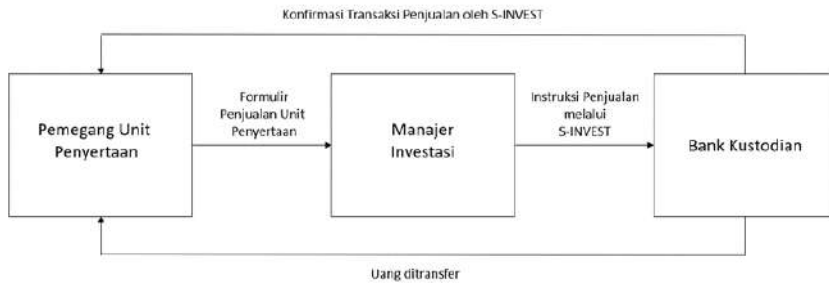 Konfirmasi Transaksi Penjualan oleh S-INVEST
Pemegang Unit
Penyertaan
Formulir
Penjualan Unit
Penyertaan
Manajer
Investasi
Instruksi Penjualan
melalui
S-INVEST
Bank Kustodian
Uang ditransfer